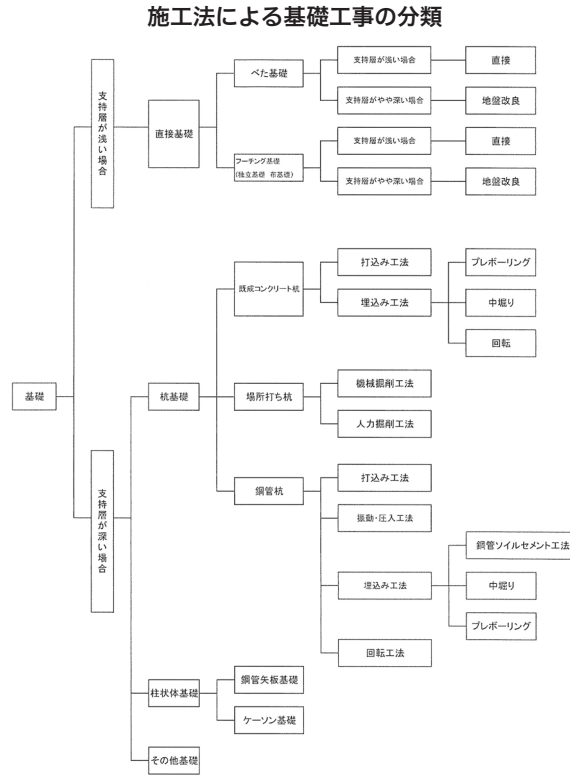 施工法による基礎工事の分類
基礎
支持層が浅い場合
直接基礎
べた基礎
支持層が浅い場合
直接
支持層がやや深い場合
地盤改良
フーチング基礎
(独立基礎 布基礎)
支持層が浅い場合
直接
支持層がやや深い場合
地盤改良
支持層が深い場合
杭基礎
既成コンクリート杭
打込み工法
埋込み工法
プレボーリング
中堀り
回転
場所打ち杭
機械掘削工法
人力掘削工法
鋼管杭
打込み工法
振動・圧入工法
埋込み工法
鋼管ソイルセメント工法
中堀り
プレボーリング
回転工法
柱状体基礎
鋼管矢板基礎
ケーソン基礎
その他基礎